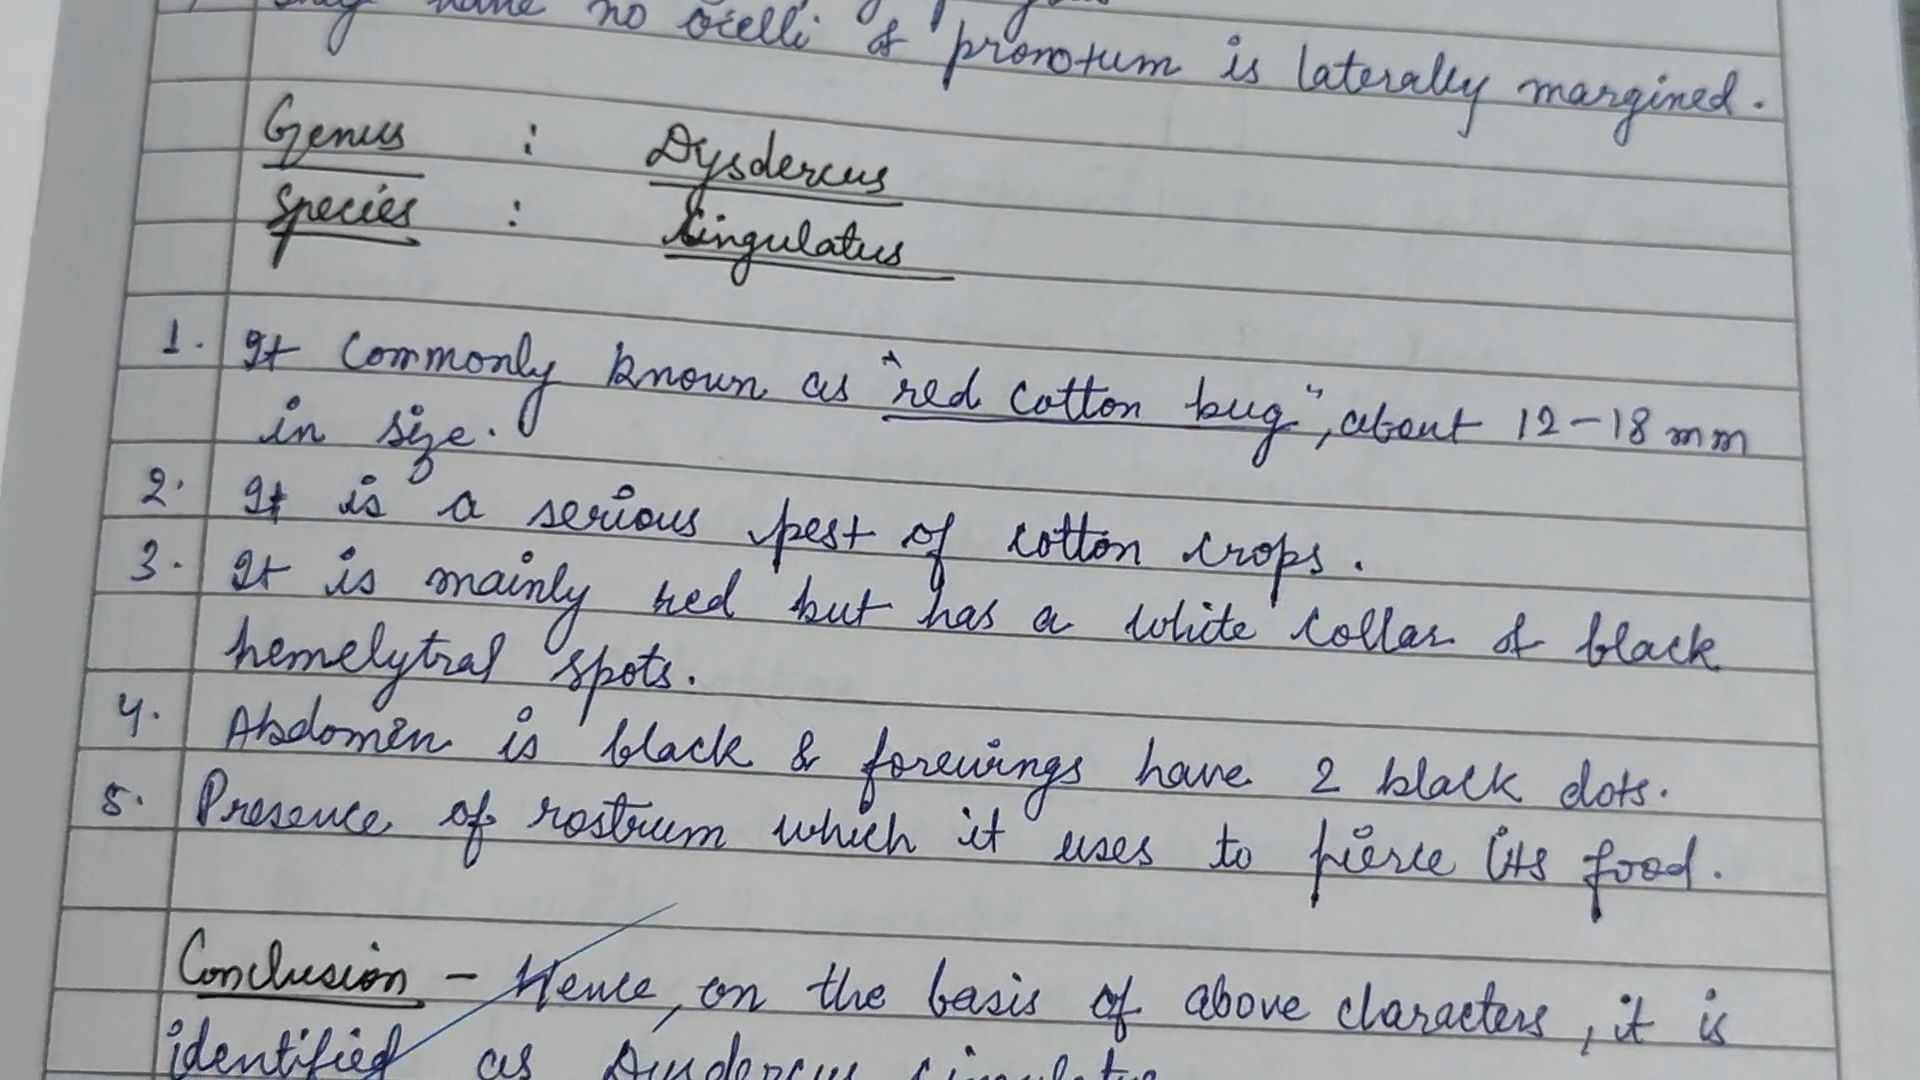 have no ocelli & pronotum is laterally margined.
Genus : Dysdercus
Species : Cingulatus
1. It commonly known as "red cotton bug", about 12-18 mm
in size.
2. It is a serious pest of cotton crops.
3. It is mainly red but has a white collar & black
hemelytral spots.
4. Abdomen is black & forewings have 2 black dots.
5. Presence of rostrum which it uses to pierce its food.
Conclusion - Hence, on the basis of above characters, it is
identified as Dysdercus cingulatus